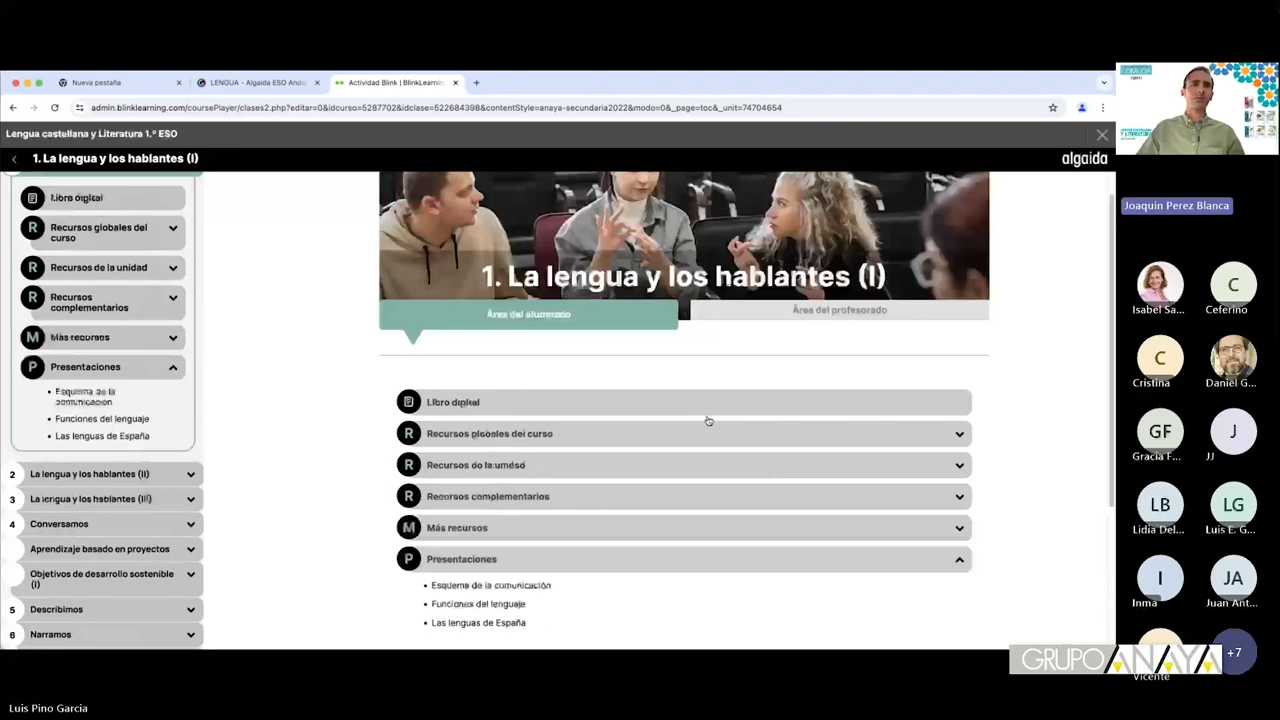 Nueva pestaña
LENGUA - Algaida ESO Anda
Actividad Blink | BlinkLearning
admin.blinklearning.com/coursePlayer/clases2.php?editar=0&idcurso=5287702&idclase=522684398&contentStyle=anaya-secundaria2022&modo=0&_page=toc&_unit=74704654
Lengua castellana y Literatura 1.º ESO
1. La lengua y los hablantes (I)
algaida
Libro digital
Recursos globales del
curso
Recursos de la unidad
Recursos
complementarios
Más recursos
Presentaciones
• Esquema de la
comunicación
• Funciones del lenguaje
• Las lenguas de España
2 La lengua y los hablantes (II)
3 La lengua y los hablantes (III)
4 Conversamos
Aprendizaje basado en proyectos
Objetivos de desarrollo sostenible
(I)
5 Describimos
6 Narramos
1. La lengua y los hablantes (I)
Área del alumnado
Área del profesorado
Libro digital
R Recursos globales del curso
R Recursos de la unidad
R Recursos complementarios
M Más recursos
P Presentaciones
• Esquema de la comunicación
• Funciones del lenguaje
• Las lenguas de España
Joaquin Perez Blanca
Isabel Sa...
C
Ceferino
C
Cristina
Daniel G...
GF
Gracia F...
J
JJ
LB
Lidia Del...
LG
Luis E. G...
I
Inma
JA
Juan Ant...
Vicente
+7
GRUPO ANAYA
Luis Pino Garcia